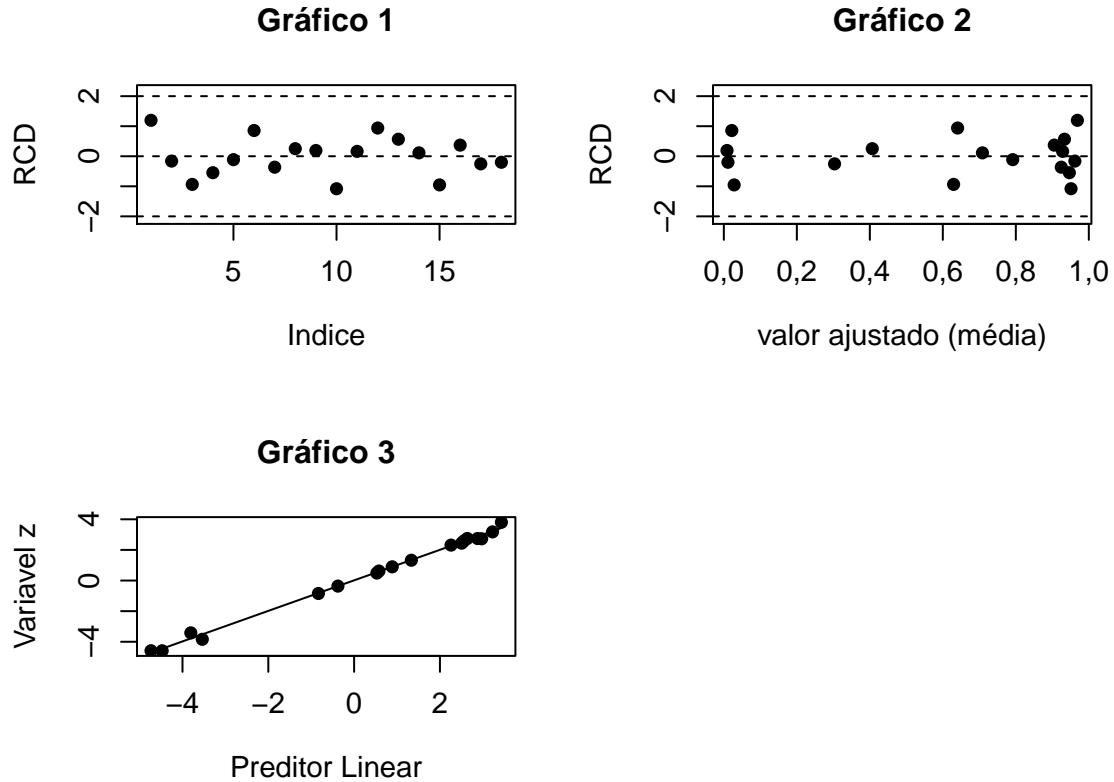 Gráfico 1
RCD
2
0
−2
5
10
15
Indice
Gráfico 2
RCD
2
0
−2
0,0
0,2
0,4
0,6
0,8
1,0
valor ajustado (média)
Gráfico 3
Variavel z
4
0
−4
−4
−2
0
2
Preditor Linear